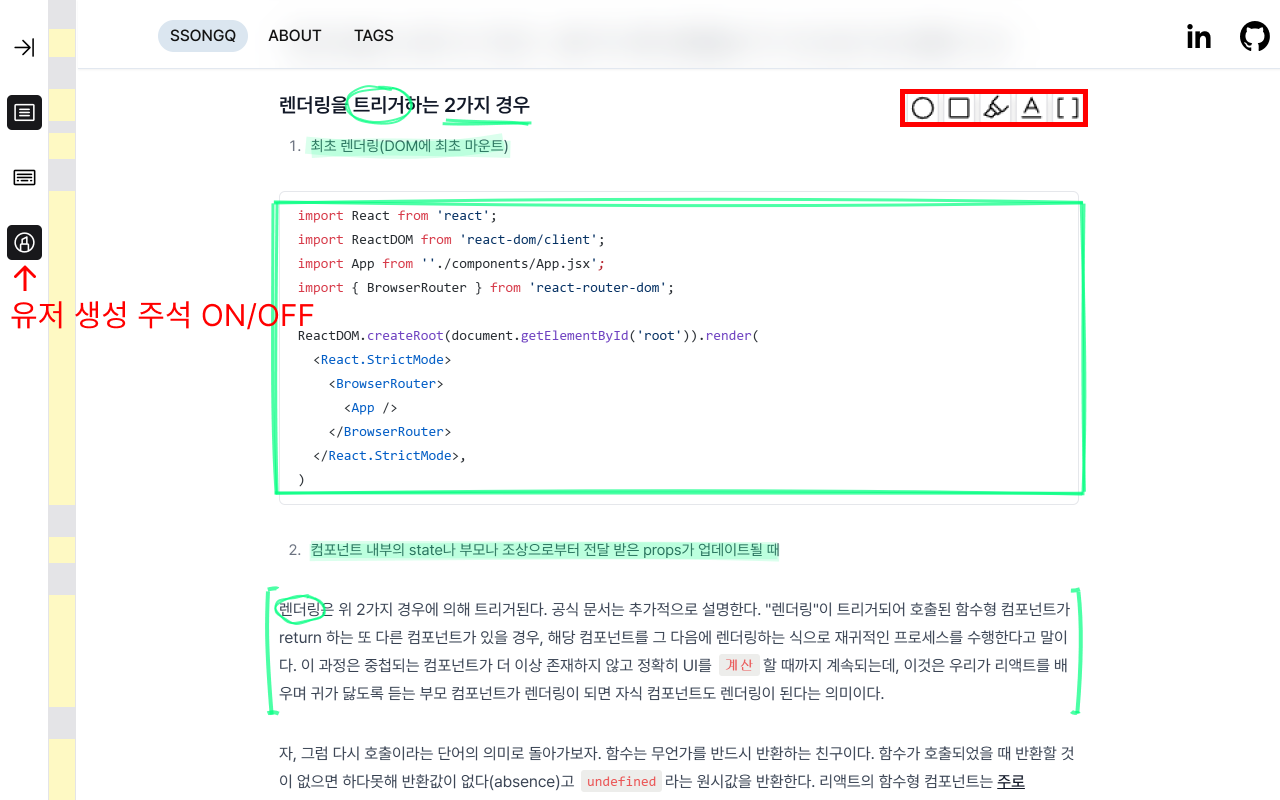 SSONGQ ABOUT TAGS
렌더링을 트리거하는 2가지 경우
1. 최초 렌더링(DOM에 최초 마운트)
import React from 'react';
import ReactDOM from 'react-dom/client';
import App from ''./components/App.jsx';
import { BrowserRouter } from 'react-router-dom';
유저 생성 주석 ON/OFF
ReactDOM.createRoot(document.getElementById('root')).render(
<React.StrictMode>
<BrowserRouter>
<App />
</BrowserRouter>
</React.StrictMode>,
)
2. 컴포넌트 내부의 state나 부모나 조상으로부터 전달 받은 props가 업데이트될 때
렌더링은 위 2가지 경우에 의해 트리거된다. 공식 문서는 추가적으로 설명한다. "렌더링"이 트리거되어 호출된 함수형 컴포넌트가
return 하는 또 다른 컴포넌트가 있을 경우, 해당 컴포넌트를 그 다음에 렌더링하는 식으로 재귀적인 프로세스를 수행한다고 말이
다. 이 과정은 중첩되는 컴포넌트가 더 이상 존재하지 않고 정확히 UI를 계산 할 때까지 계속되는데, 이것은 우리가 리액트를 배
우며 귀가 닳도록 듣는 부모 컴포넌트가 렌더링이 되면 자식 컴포넌트도 렌더링이 된다는 의미이다.
자, 그럼 다시 호출이라는 단어의 의미로 돌아가보자. 함수는 무언가를 반드시 반환하는 친구이다. 함수가 호출되었을 때 반환할 것
이 없으면 하다못해 반환값이 없다(absence)고 undefined 라는 원시값을 반환한다. 리액트의 함수형 컴포넌트는 주로